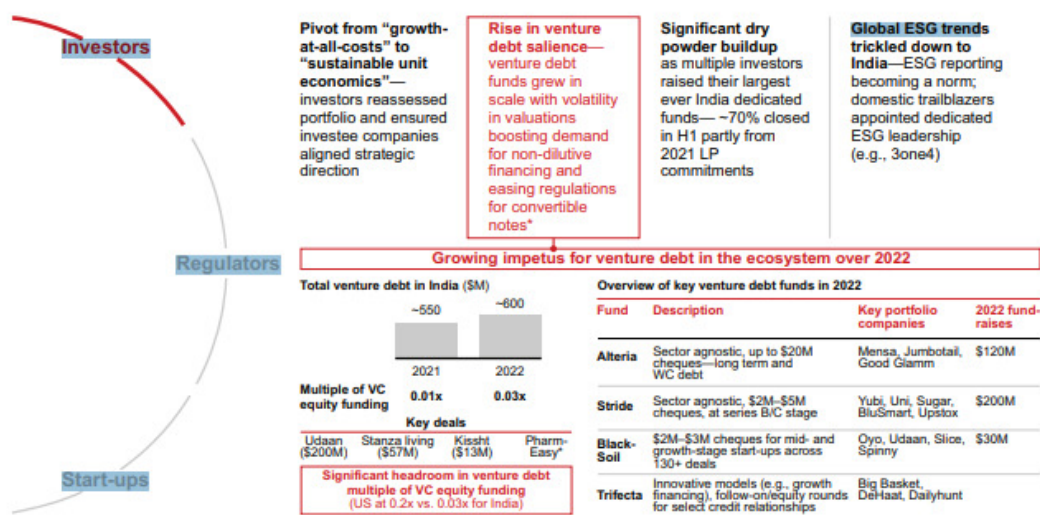 Investors
Regulators
Start-ups
Pivot from “growth-
at-all-costs” to
“sustainable unit
economics”—
investors reassessed
portfolio and ensured
investee companies
aligned strategic
direction
Rise in venture
debt salience—
venture debt
funds grew in
scale with volatility
in valuations
boosting demand
for non-dilutive
financing and
easing regulations
for convertible
notes*
Significant dry
powder buildup
as multiple investors
raised their largest
ever India dedicated
funds— ~70% closed
in H1 partly from
2021 LP
commitments
Global ESG trends
trickled down to
India—ESG reporting
becoming a norm;
domestic trailblazers
appointed dedicated
ESG leadership
(e.g., 3one4)
Growing impetus for venture debt in the ecosystem over 2022
Total venture debt in India ($M)
~550 ~600
2021 2022
Multiple of VC
equity funding 0.01x 0.03x
Key deals
Udaan Stanza living Kissht Pharm-
($200M) ($57M) ($13M) Easy*
Significant headroom in venture debt
multiple of VC equity funding
(US at 0.2x vs. 0.03x for India)
Overview of key venture debt funds in 2022
Fund Description Key portfolio 2022 fund-
companies raises
Alteria Sector agnostic, up to $20M Mensa, Jumbotail, $120M
cheques—long term and Good Glamm
WC debt
Stride Sector agnostic, $2M–$5M Yubi, Uni, Sugar, $200M
cheques, at series B/C stage BluSmart, Upstox
Black- $2M–$3M cheques for mid- and Oyo, Udaan, Slice, $30M
Soil growth-stage start-ups across Spinny
130+ deals
Trifecta Innovative models (e.g., growth Big Basket,
financing), follow-on/equity rounds DeHaat, Dailyhunt
for select credit relationships